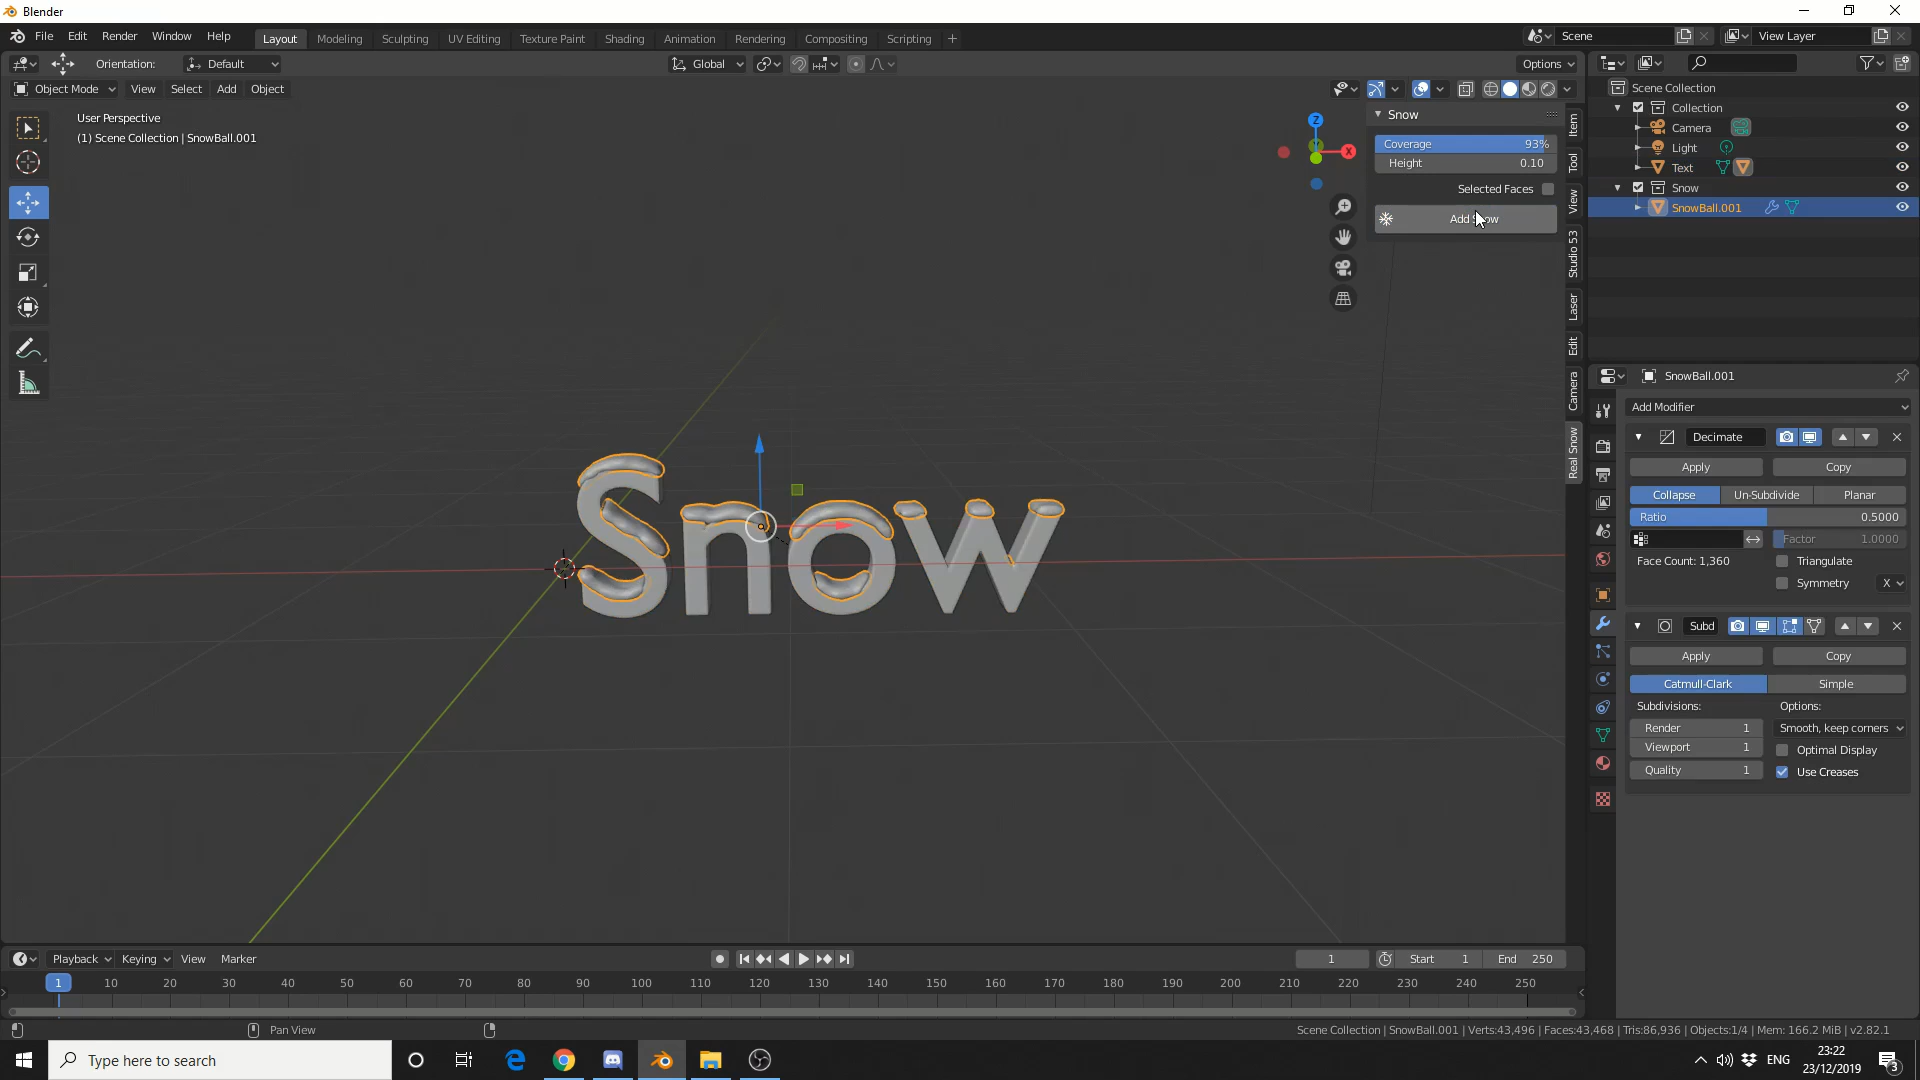 Blender
File Edit Render Window Help
Layout Modeling Sculpting UV Editing Texture Paint Shading Animation Rendering Compositing Scripting +
Scene View Layer
Orientation: Default
Global
Options
Object Mode View Select Add Object
User Perspective
(1) Scene Collection | SnowBall.001
Z
X
Snow
Coverage 93%
Height 0.10
Selected Faces
Add Snow
Item
Tool
View
Studio 53
Laser
Edit
Camera
Real Snow
Snow
Scene Collection
Collection
Camera
Light
Text
Snow
SnowBall.001
SnowBall.001
Add Modifier
Decimate
Apply Copy
Collapse Un-Subdivide Planar
Ratio 0.5000
Factor 1.0000
Face Count: 1,360
Triangulate
Symmetry X
Subd
Apply Copy
Catmull-Clark Simple
Subdivisions: Options:
Render 1 Smooth, keep corners
Viewport 1 Optimal Display
Quality 1 Use Creases
Playback Keying View Marker
1 Start 1 End 250
1 10 20 30 40 50 60 70 80 90 100 110 120 130 140 150 160 170 180 190 200 210 220 230 240 250
Pan View
Scene Collection | SnowBall.001 | Verts:43,496 | Faces:43,468 | Tris:86,936 | Objects:1/4 | Mem: 166.2 MiB | v2.82.1
Type here to search
ENG
23:22
23/12/2019
3